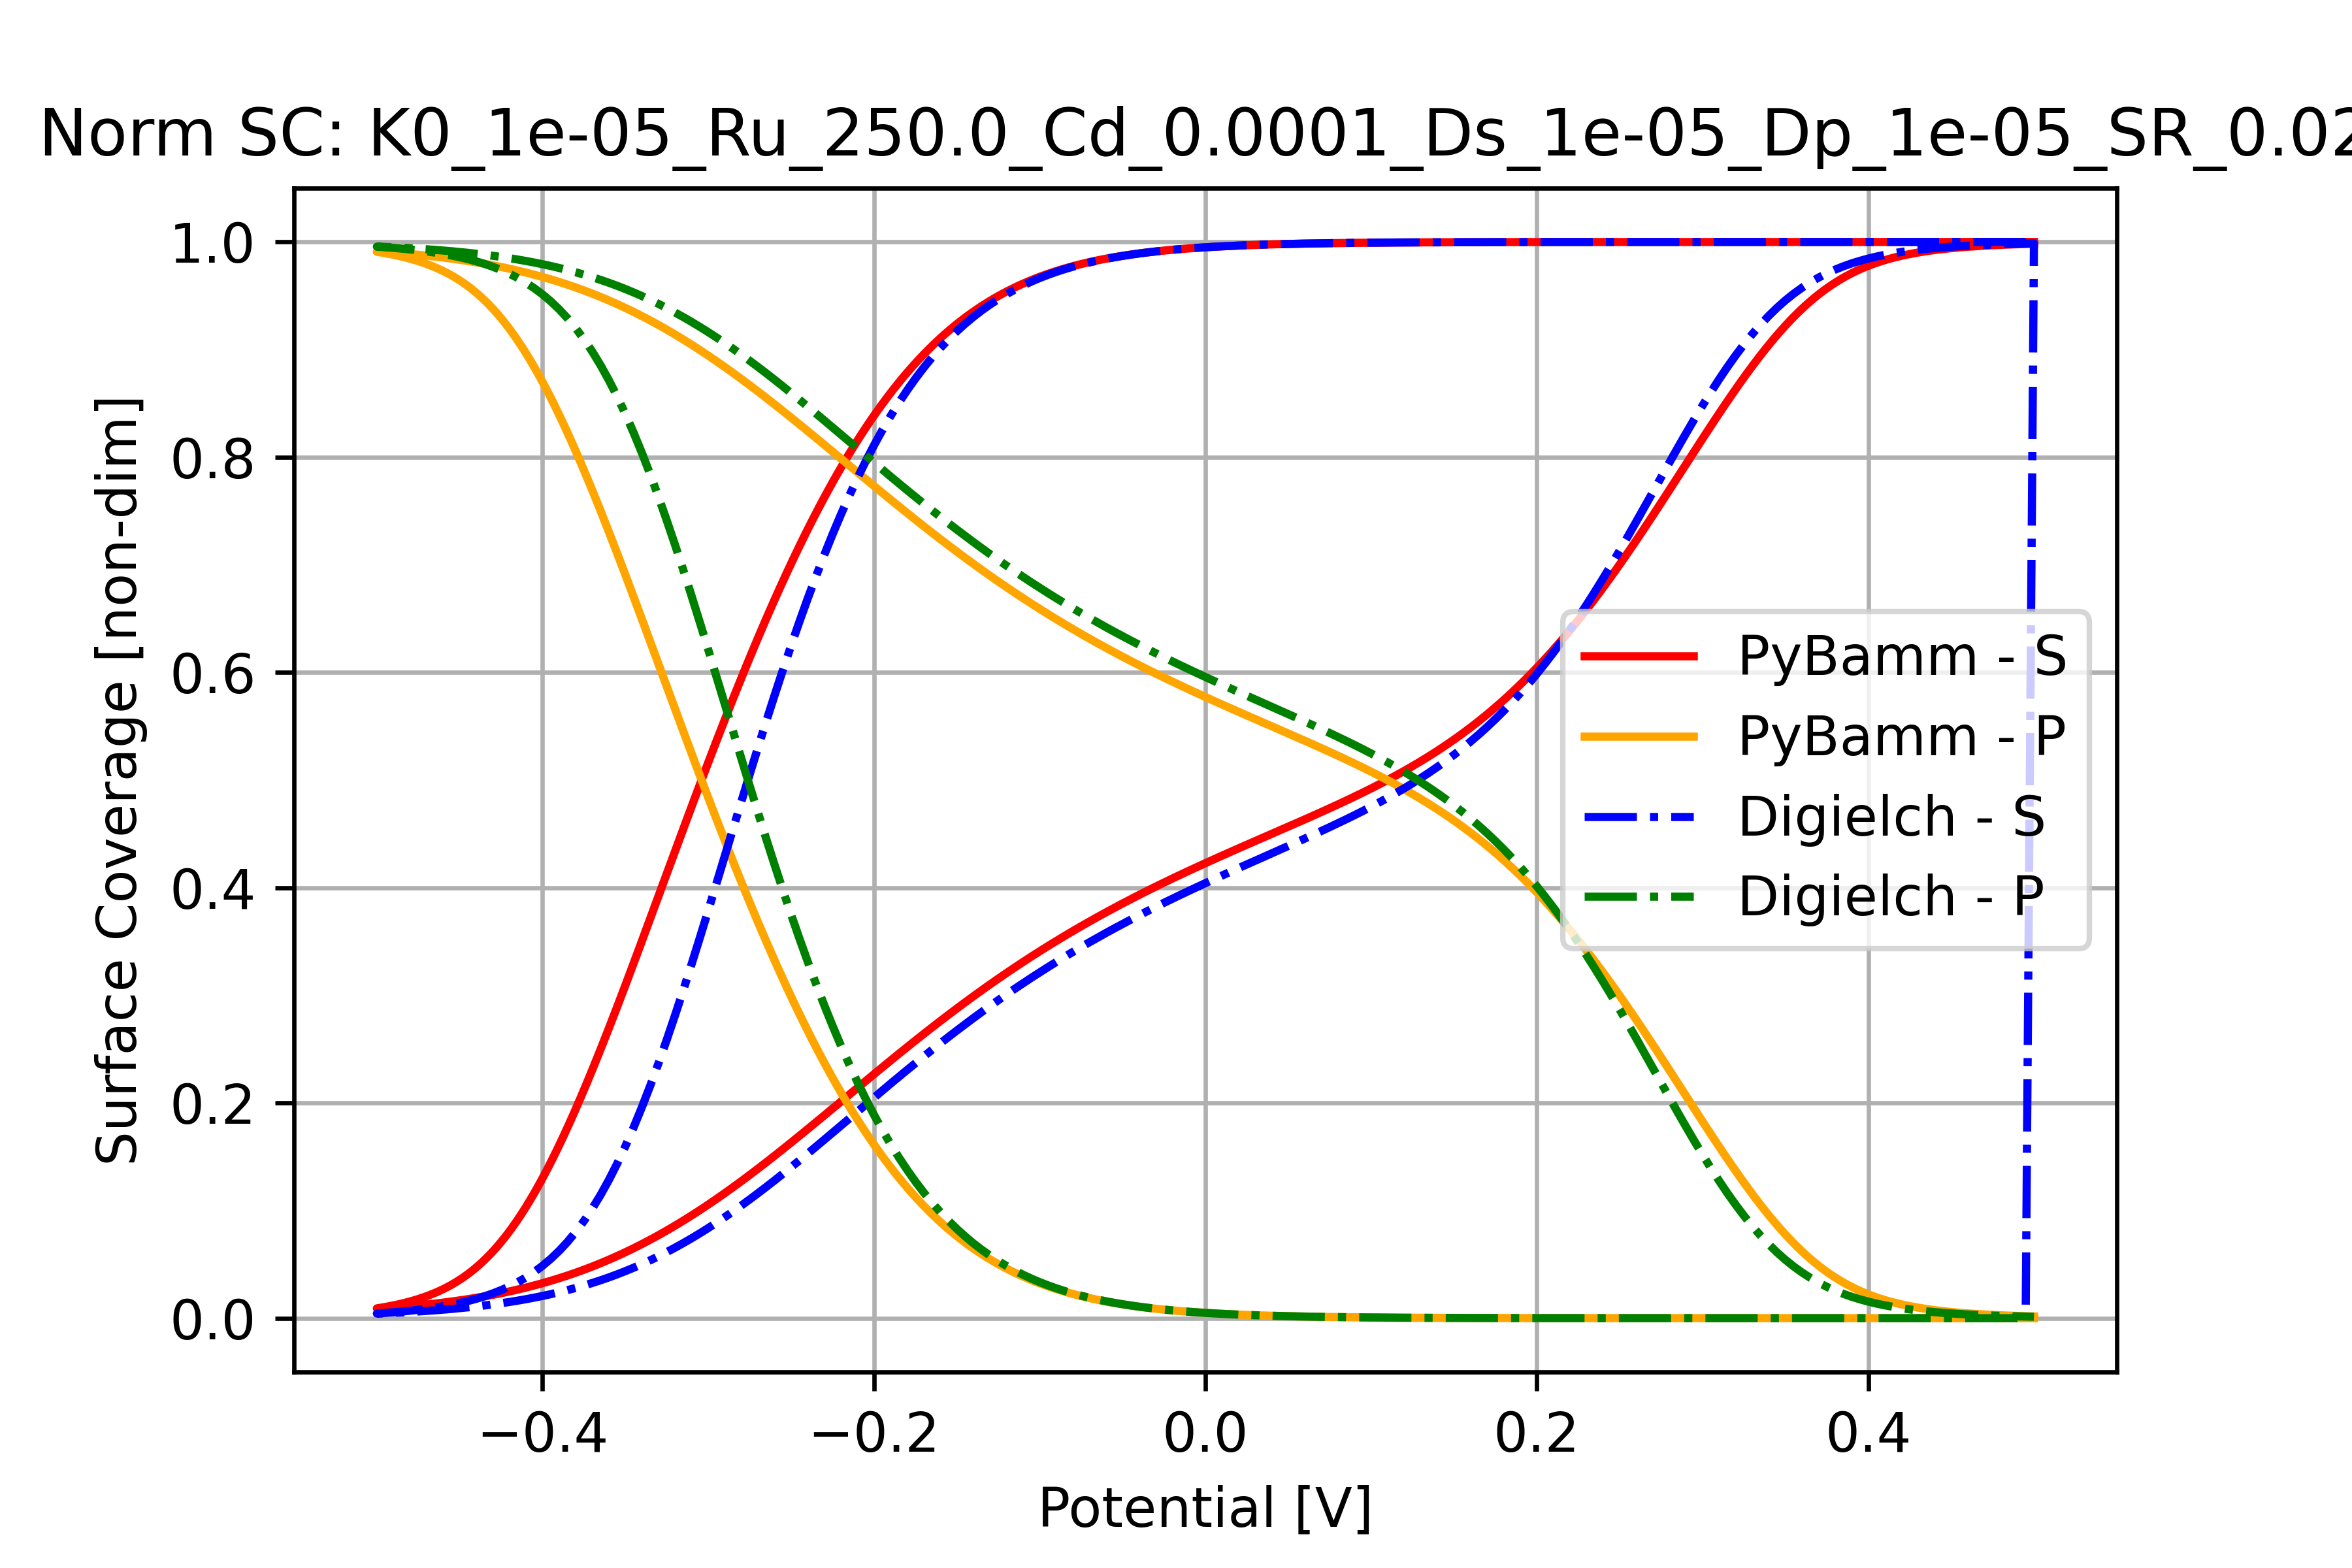 Norm SC: K0_1e-05_Ru_250.0_Cd_0.0001_Ds_1e-05_Dp_1e-05_SR_0.02
Surface Coverage [non-dim]
1.0
0.8
0.6
0.4
0.2
0.0
PyBamm - S
PyBamm - P
Digielch - S
Digielch - P
−0.4 −0.2 0.0 0.2 0.4
Potential [V]